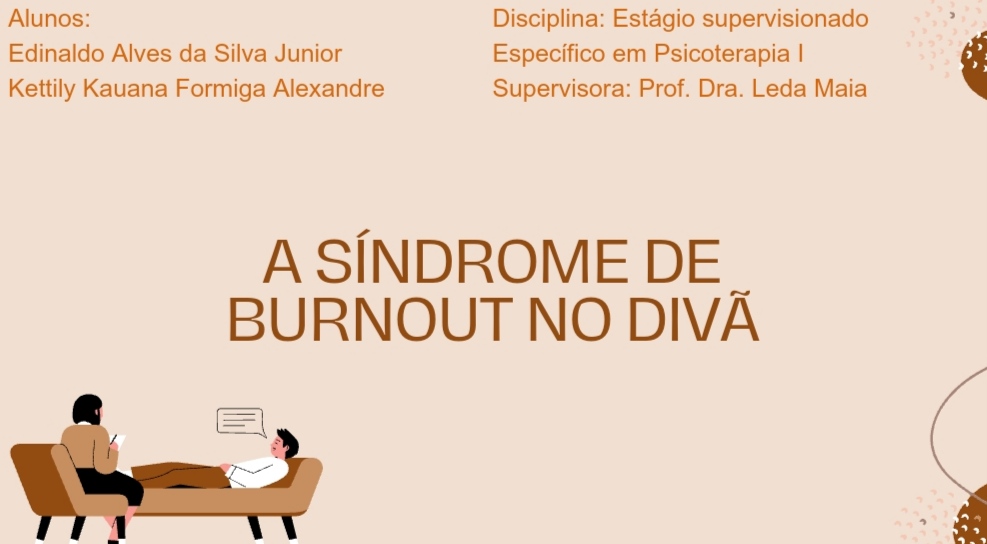 Alunos:
Edinaldo Alves da Silva Junior
Kettily Kauana Formiga Alexandre
Disciplina: Estágio supervisionado
Específico em Psicoterapia I
Supervisora: Prof. Dra. Leda Maia
A SÍNDROME DE
BURNOUT NO DIVÃ